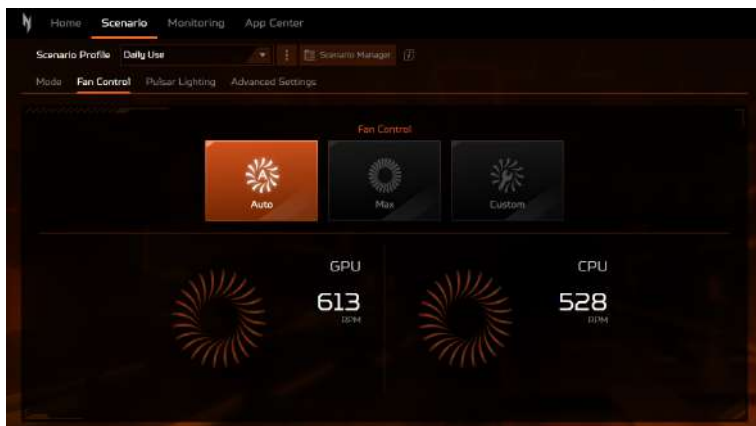 Home Scenario Monitoring App Center
Scenario Profile Daily Use Scenario Manager
Mode Fan Control Pulsar Lighting Advanced Settings
Fan Control
Auto Max Custom
GPU
613
RPM
CPU
528
RPM